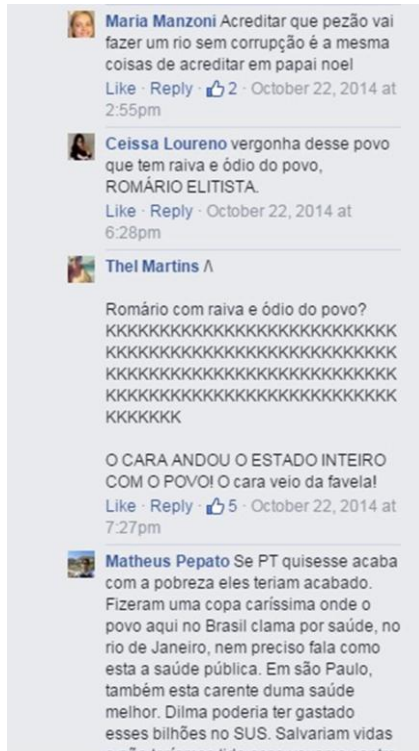 Maria Manzoni Acreditar que pezão vai
fazer um rio sem corrupção é a mesma
coisas de acreditar em papai noel
Like · Reply · 2 · October 22, 2014 at
2:55pm
Ceissa Loureno vergonha desse povo
que tem raiva e ódio do povo,
ROMÁRIO ELITISTA.
Like · Reply · October 22, 2014 at
6:28pm
Thel Martins /\
Romário com raiva e ódio do povo?
KKKKKKKKKKKKKKKKKKKKKKKKKKK
KKKKKKKKKKKKKKKKKKKKKKKKKKK
KKKKKKKKKKKKKKKKKKKKKKKKKKK
KKKKKKKKKKKKKKKKKKKKKKKKKKK
KKKKKKK
O CARA ANDOU O ESTADO INTEIRO
COM O POVO! O cara veio da favela!
Like · Reply · 5 · October 22, 2014 at
7:27pm
Matheus Pepato Se PT quisesse acaba
com a pobreza eles teriam acabado.
Fizeram uma copa caríssima onde o
povo aqui no Brasil clama por saúde, no
rio de Janeiro, nem preciso fala como
esta a saúde pública. Em são Paulo,
também esta carente duma saúde
melhor. Dilma poderia ter gastado
esses bilhões no SUS. Salvariam vidas